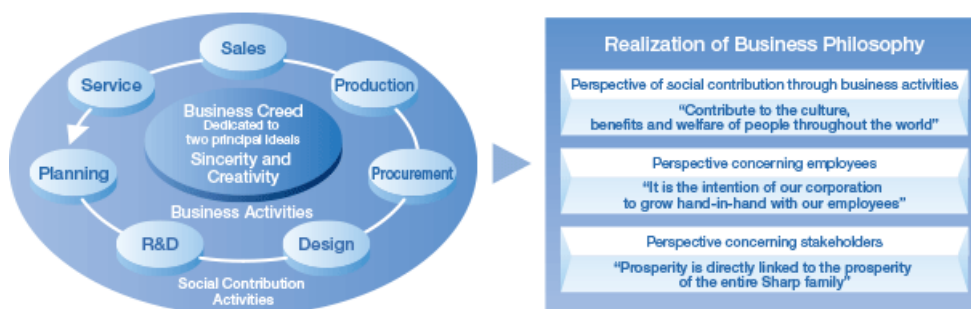 Sales
Service
Production
Business Creed
Dedicated to
two principal ideals
Sincerity and
Creativity
Planning
Procurement
Business Activities
R&D
Design
Social Contribution
Activities
Realization of Business Philosophy
Perspective of social contribution through business activities
“Contribute to the culture,
benefits and welfare of people throughout the world”
Perspective concerning employees
“It is the intention of our corporation
to grow hand-in-hand with our employees”
Perspective concerning stakeholders
“Prosperity is directly linked to the prosperity
of the entire Sharp family”